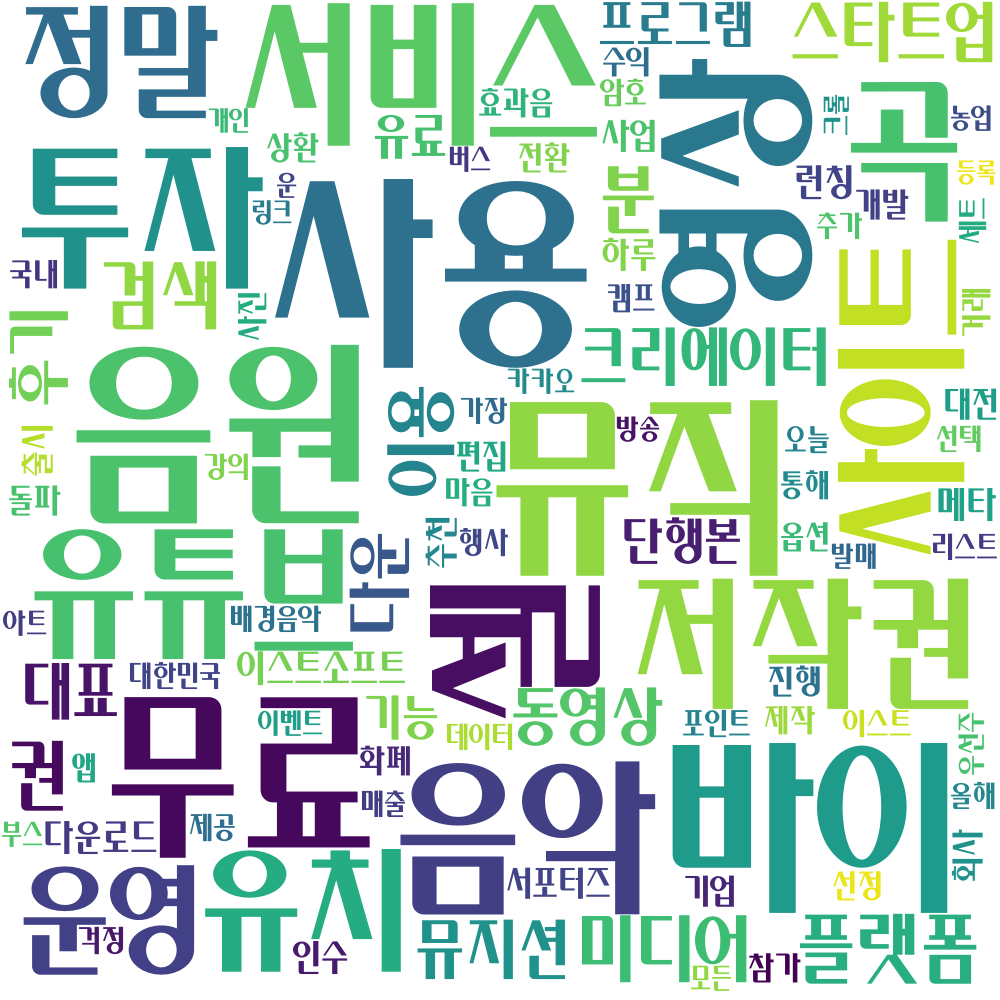 정말
서비스
프로그램
스타트업
수익
암호
효과음
개인
상환
유료
버스
전환
사업
영상
곡
월드
농업
투자
운
링크
사용
분
하루
런칭
개발
추가
등록
세트
국내
검색
사진
캠프
사이트
거래
후기
음원
카카오
크리에이터
이용
가장
뮤직
방송
오늘
대전
선택
출시
강의
돌파
편집
마음
통해
메타
유튜브
다운
추천
행사
단행본
옵션
발매
리스트
아트
배경음악
셀
저작권
대표
대한민국
이스트소프트
진행
이벤트
기능
데이터
동영상
포인트
제작
이스트
우선주
권
앱
무료
화폐
매출
음악
바이
올해
부스
다운로드
제공
회사
운영
걱정
유치
인수
서포터즈
기업
선정
뮤지션
미디어
모든
참가
플랫폼